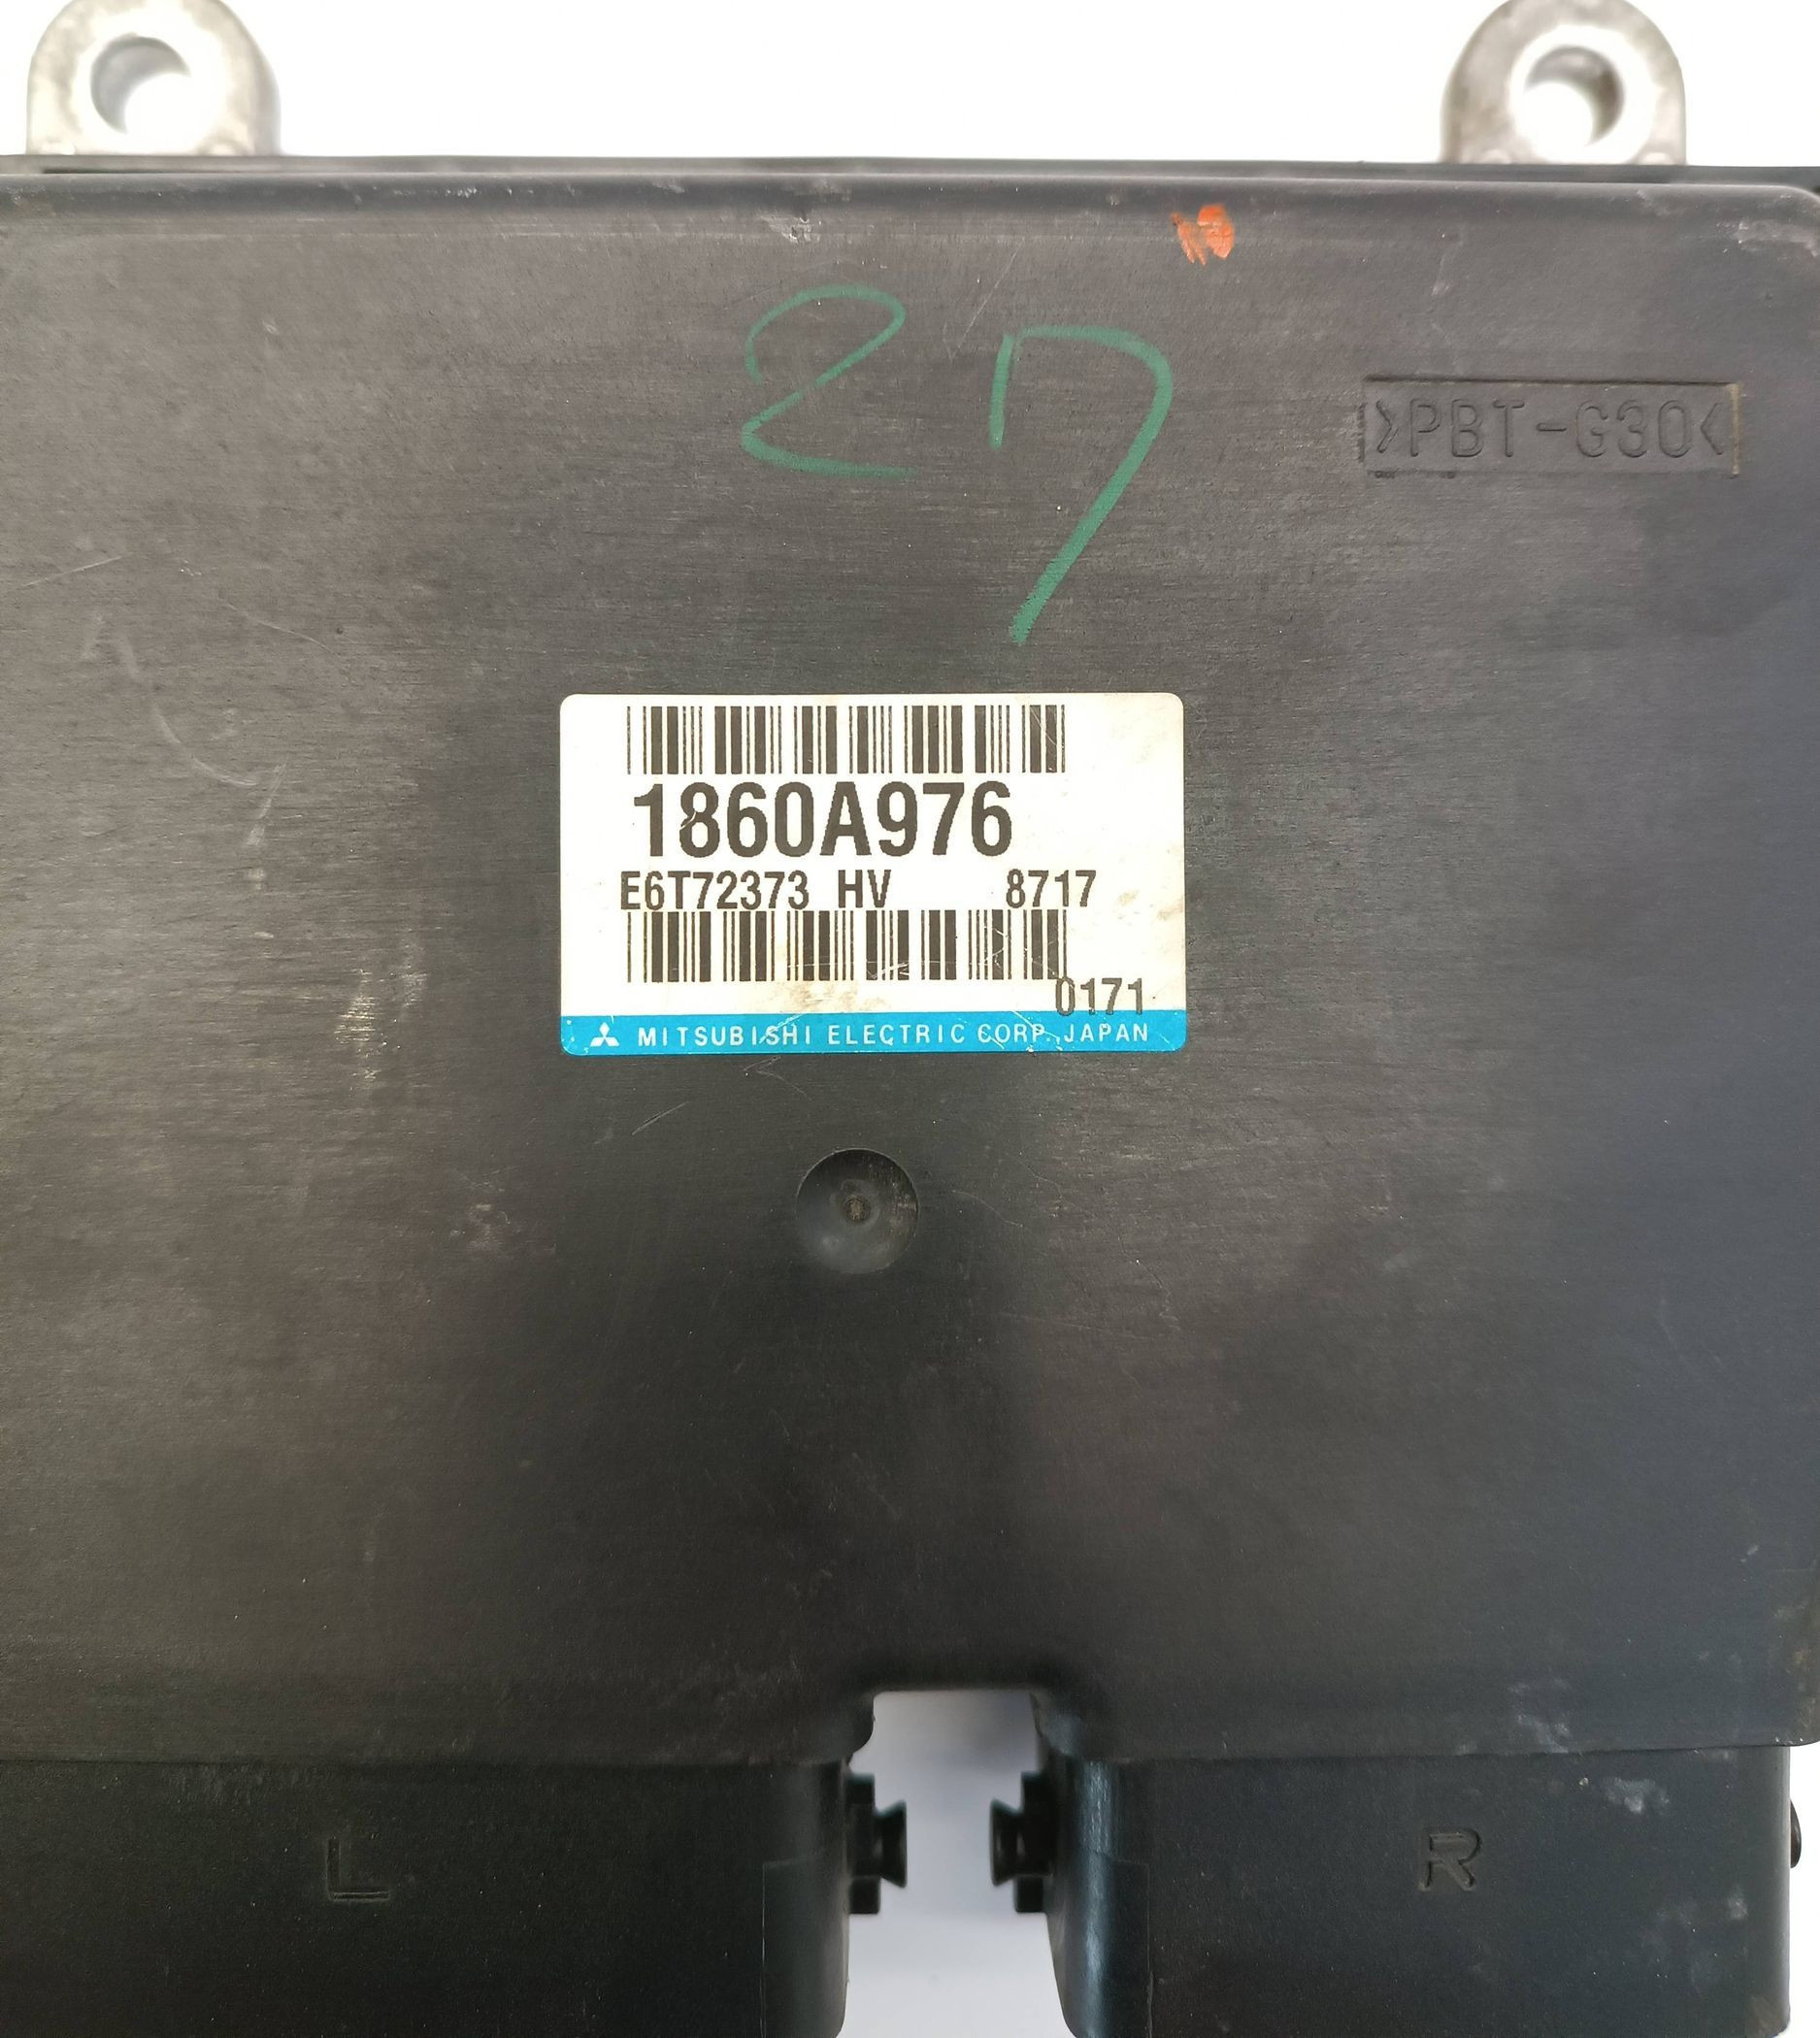 27
>PBT-G30<
1860A976
E6T72373 HV 8717
0171
MITSUBISHI ELECTRIC CORP. JAPAN
L R